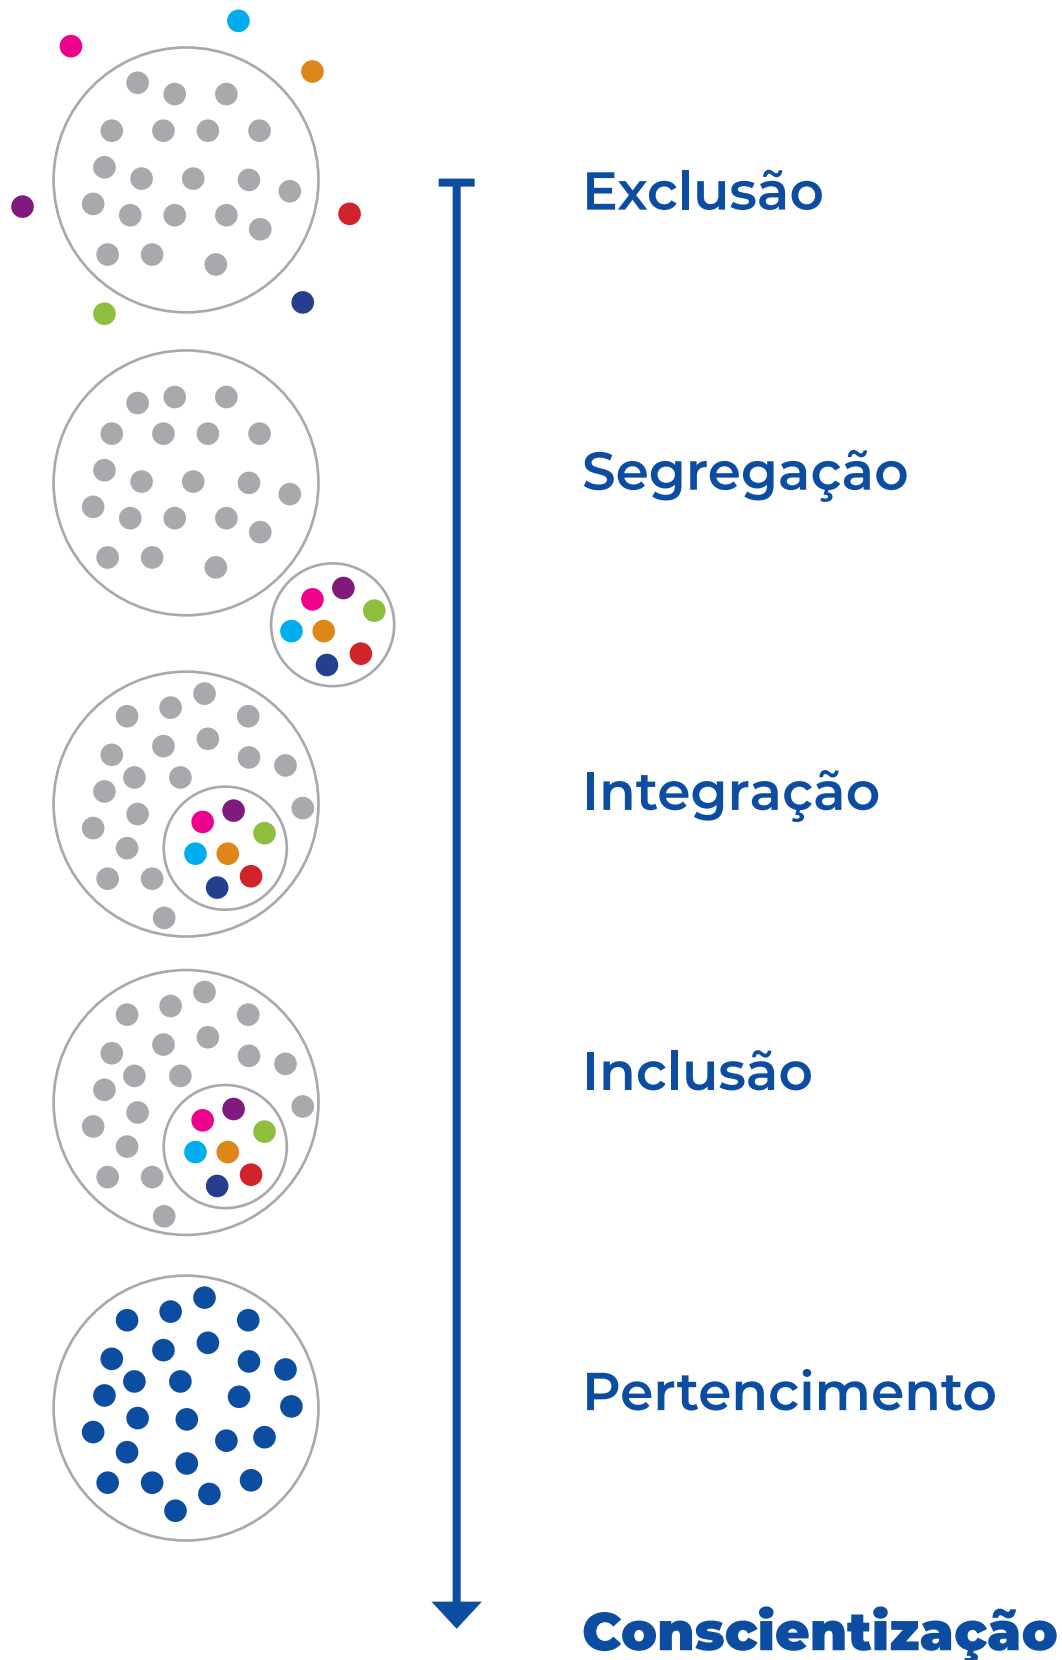 Exclusão
Segregação
Integração
Inclusão
Pertencimento
Conscientização